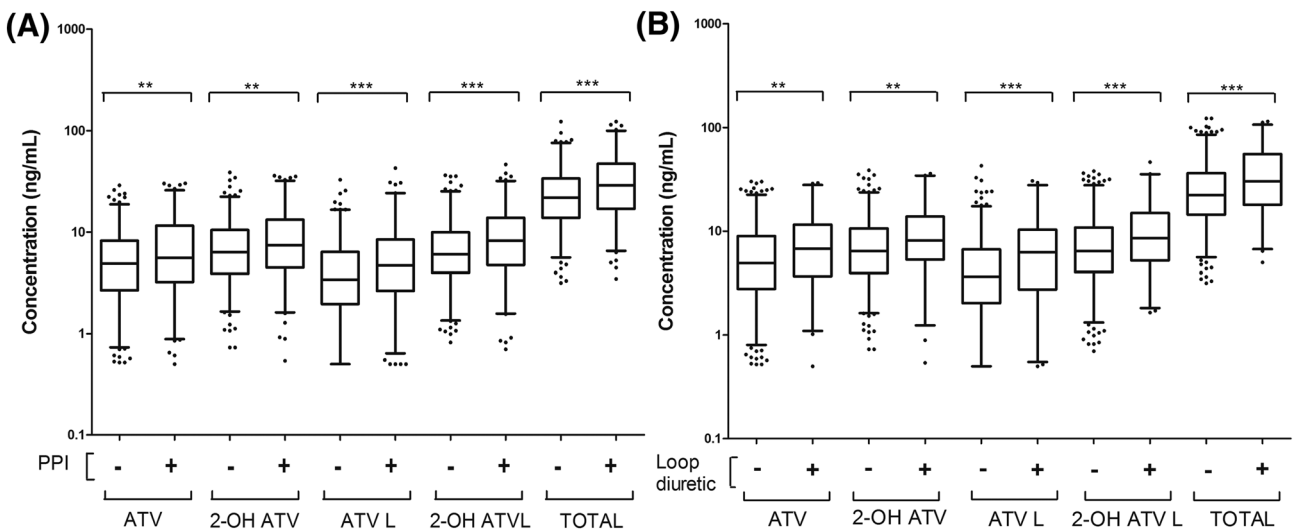 (A)
1000
100
10
1
0.1
Concentration (ng/mL)
** ** *** *** ***
PPI - + - + - + - + - +
ATV 2-OH ATV ATV L 2-OH ATVL TOTAL
(B)
1000
100
10
1
0.1
Concentration (ng/mL)
** ** *** *** ***
Loop
diuretic - + - + - + - + - +
ATV 2-OH ATV ATV L 2-OH ATV L TOTAL